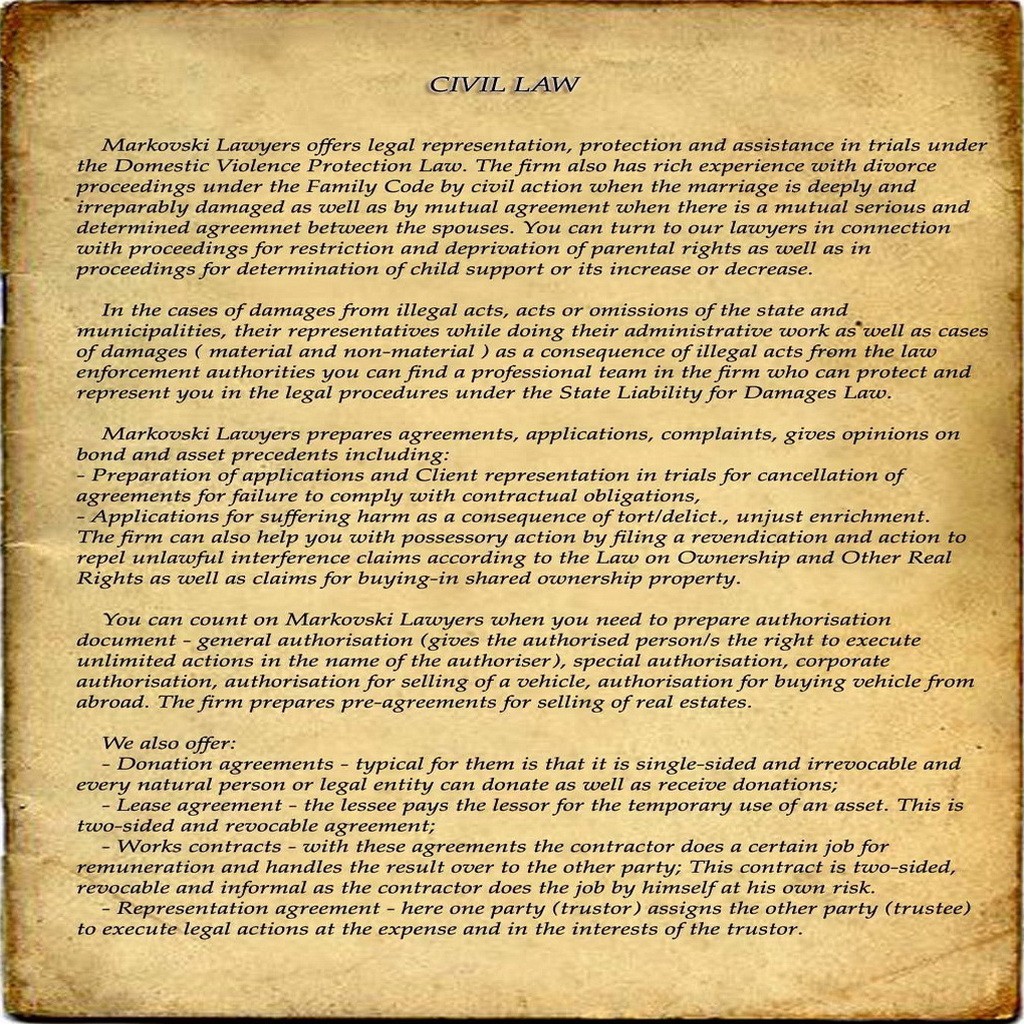 CIVIL LAW
Markovski Lawyers offers legal representation, protection and assistance in trials under
the Domestic Violence Protection Law. The firm also has rich experience with divorce
proceedings under the Family Code by civil action when the marriage is deeply and
irreparably damaged as well as by mutual agreement when there is a mutual serious and
determined agreemnet between the spouses. You can turn to our lawyers in connection
with proceedings for restriction and deprivation of parental rights as well as in
proceedings for determination of child support or its increase or decrease.
In the cases of damages from illegal acts, acts or omissions of the state and
municipalities, their representatives while doing their administrative work as well as cases
of damages ( material and non-material ) as a consequence of illegal acts from the law
enforcement authorities you can find a professional team in the firm who can protect and
represent you in the legal procedures under the State Liability for Damages Law.
Markovski Lawyers prepares agreements, applications, complaints, gives opinions on
bond and asset precedents including:
- Preparation of applications and Client representation in trials for cancellation of
agreements for failure to comply with contractual obligations,
- Applications for suffering harm as a consequence of tort/delict., unjust enrichment.
The firm can also help you with possessory action by filing a revendication and action to
repel unlawful interference claims according to the Law on Ownership and Other Real
Rights as well as claims for buying-in shared ownership property.
You can count on Markovski Lawyers when you need to prepare authorisation
document - general authorisation (gives the authorised person/s the right to execute
unlimited actions in the name of the authoriser), special authorisation, corporate
authorisation, authorisation for selling of a vehicle, authorisation for buying vehicle from
abroad. The firm prepares pre-agreements for selling of real estates.
We also offer:
- Donation agreements - typical for them is that it is single-sided and irrevocable and
every natural person or legal entity can donate as well as receive donations;
- Lease agreement - the lessee pays the lessor for the temporary use of an asset. This is
two-sided and revocable agreement;
- Works contracts - with these agreements the contractor does a certain job for
remuneration and handles the result over to the other party; This contract is two-sided,
revocable and informal as the contractor does the job by himself at his own risk.
- Representation agreement - here one party (trustor) assigns the other party (trustee)
to execute legal actions at the expense and in the interests of the trustor.